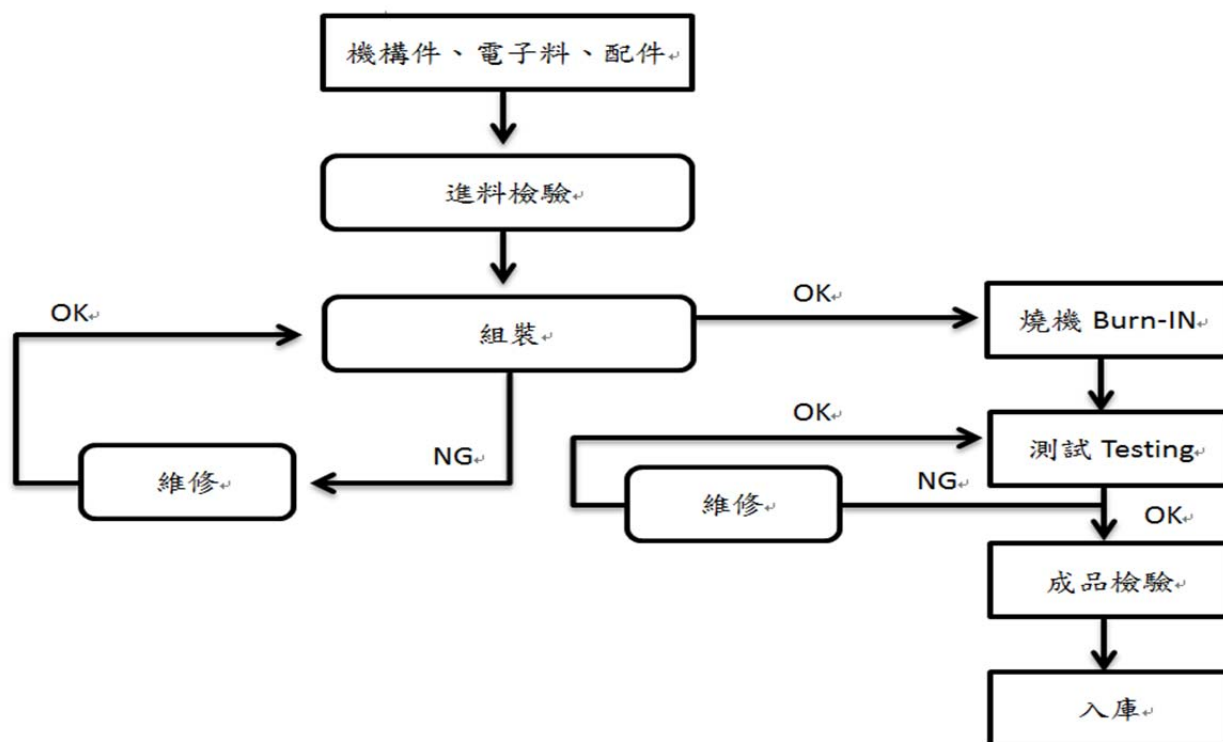 機構件、電子料、配件
進料檢驗
OK
OK
組裝
燒機 Burn-IN
OK
NG
測試 Testing
維修
NG
維修
OK
成品檢驗
入庫